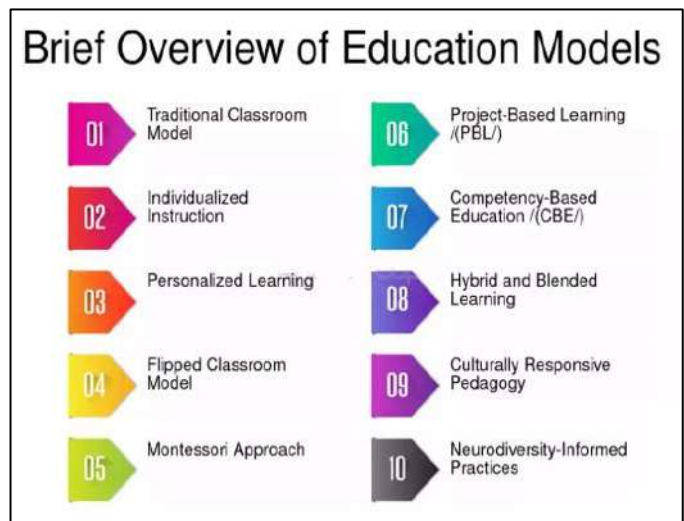 Brief Overview of Education Models
01
Traditional Classroom
Model
02
Individualized
Instruction
03
Personalized Learning
04
Flipped Classroom
Model
05
Montessori Approach
06
Project-Based Learning
/(PBL/)
07
Competency-Based
Education /(CBE/)
08
Hybrid and Blended
Learning
09
Culturally Responsive
Pedagogy
10
Neurodiversity-Informed
Practices